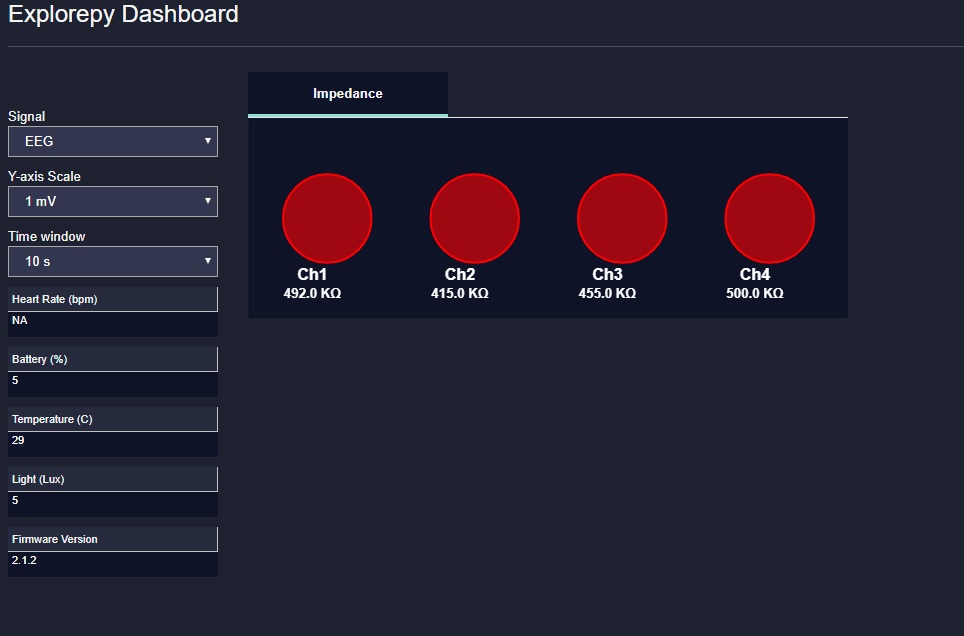 Explorepy Dashboard
Signal
EEG
Y-axis Scale
1 mV
Time window
10 s
Heart Rate (bpm)
NA
Battery (%)
5
Temperature (C)
29
Light (Lux)
5
Firmware Version
2.1.2
Impedance
Ch1 Ch2 Ch3 Ch4
492.0 KΩ 415.0 KΩ 455.0 KΩ 500.0 KΩ